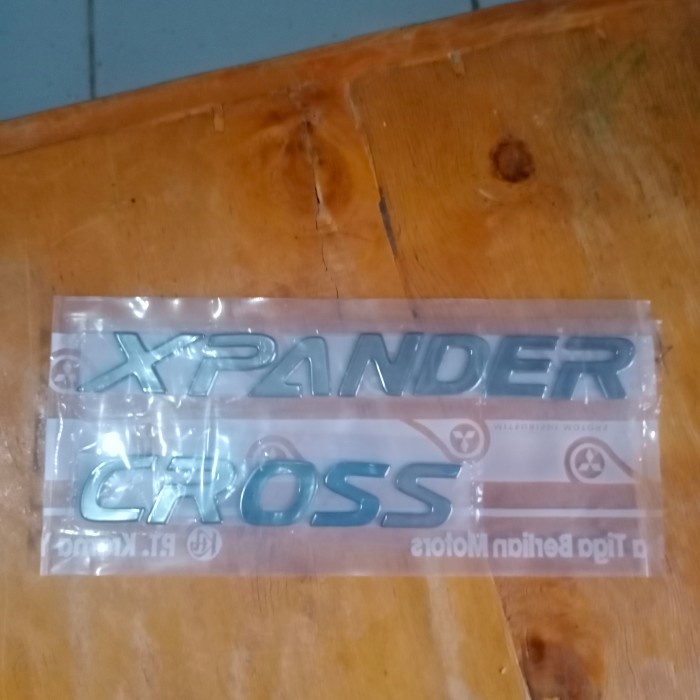 XPANDER
CROSS
PT. Krama
a Tiga Berlian Motors